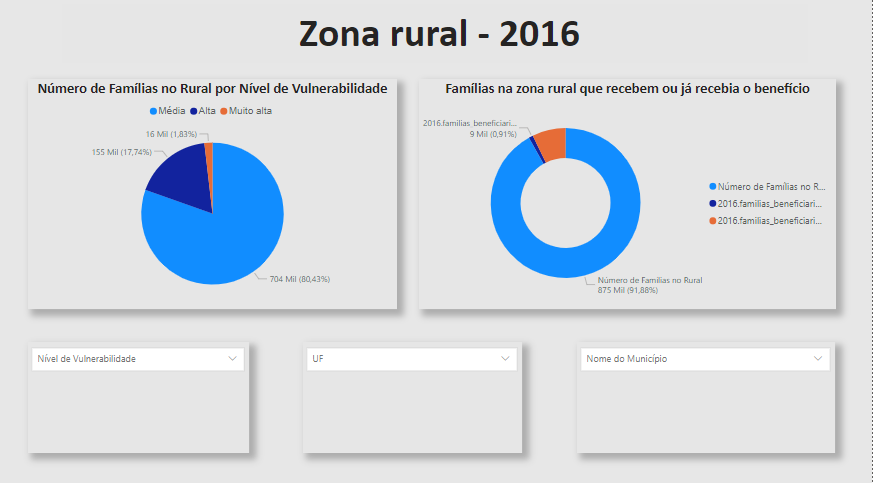 Zona rural - 2016
Número de Famílias no Rural por Nível de Vulnerabilidade
Média Alta Muito alta
16 Mil (1,83%)
155 Mil (17,74%)
704 Mil (80,43%)
Famílias na zona rural que recebem ou já recebia o benefício
2016.familias_beneficiari...
9 Mil (0,91%)
Número de Famílias no R...
2016.familias_beneficiari...
2016.familias_beneficiari...
Número de Famílias no Rural
875 Mil (91,88%)
Nível de Vulnerabilidade
UF
Nome do Município